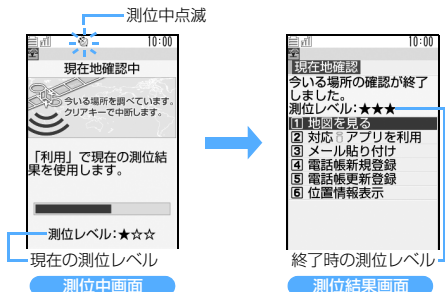 測位中点滅
10:00
現在地確認中
今いる場所を調べています。
クリアキーで中断します。
「利用」で現在の測位結
果を使用します。
測位レベル:★☆☆
現在の測位レベル
測位中画面
10:00
現在地確認
今いる場所の確認が終了
しました。
測位レベル:★★★
1 地図を見る
2 対応iアプリを利用
3 メール貼り付け
4 電話帳新規登録
5 電話帳更新登録
6 位置情報表示
終了時の測位レベル
測位結果画面